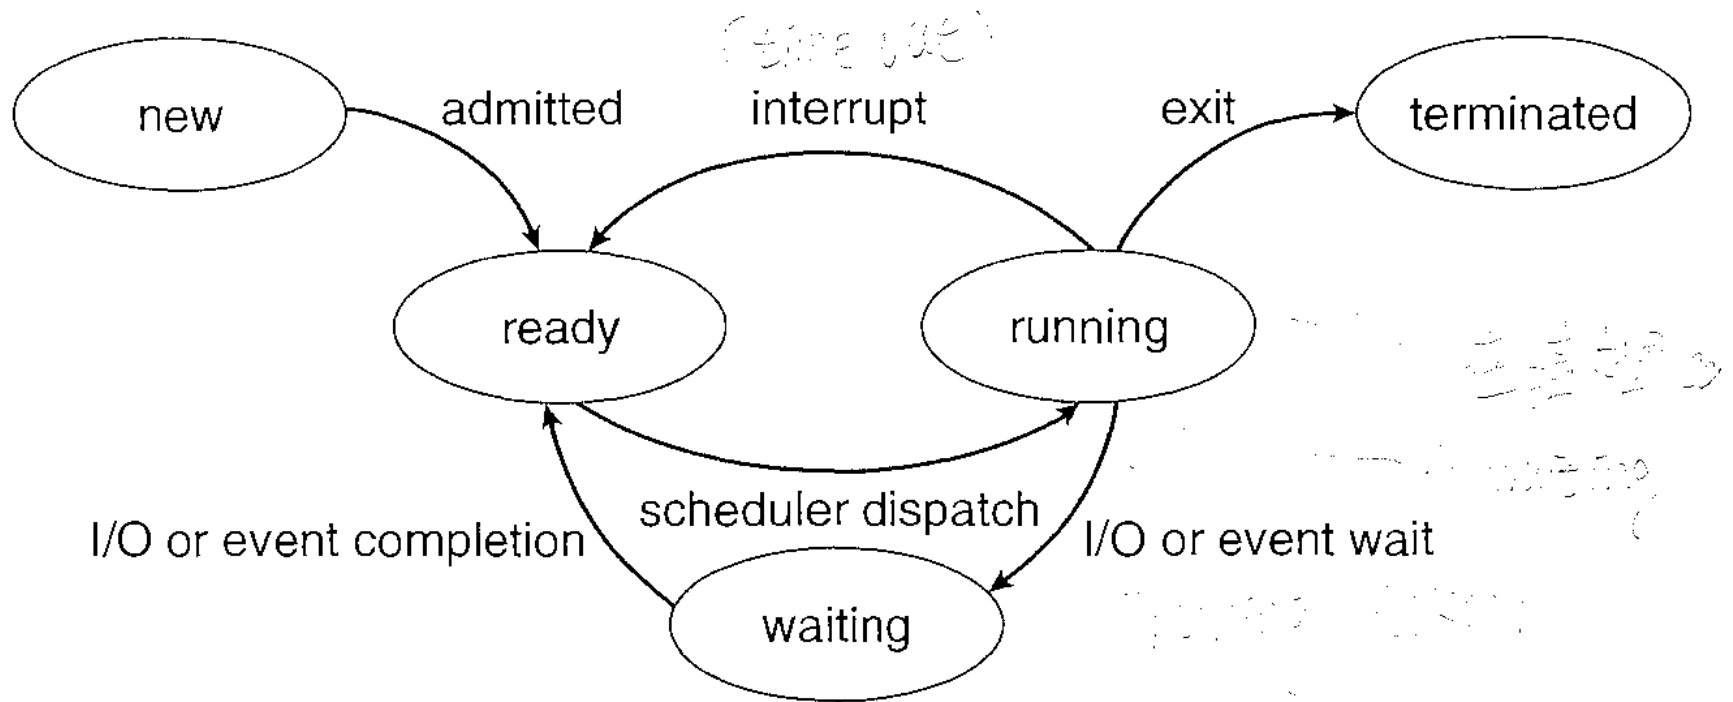 new
admitted
interrupt
exit
terminated
ready
running
scheduler dispatch
I/O or event completion
I/O or event wait
waiting